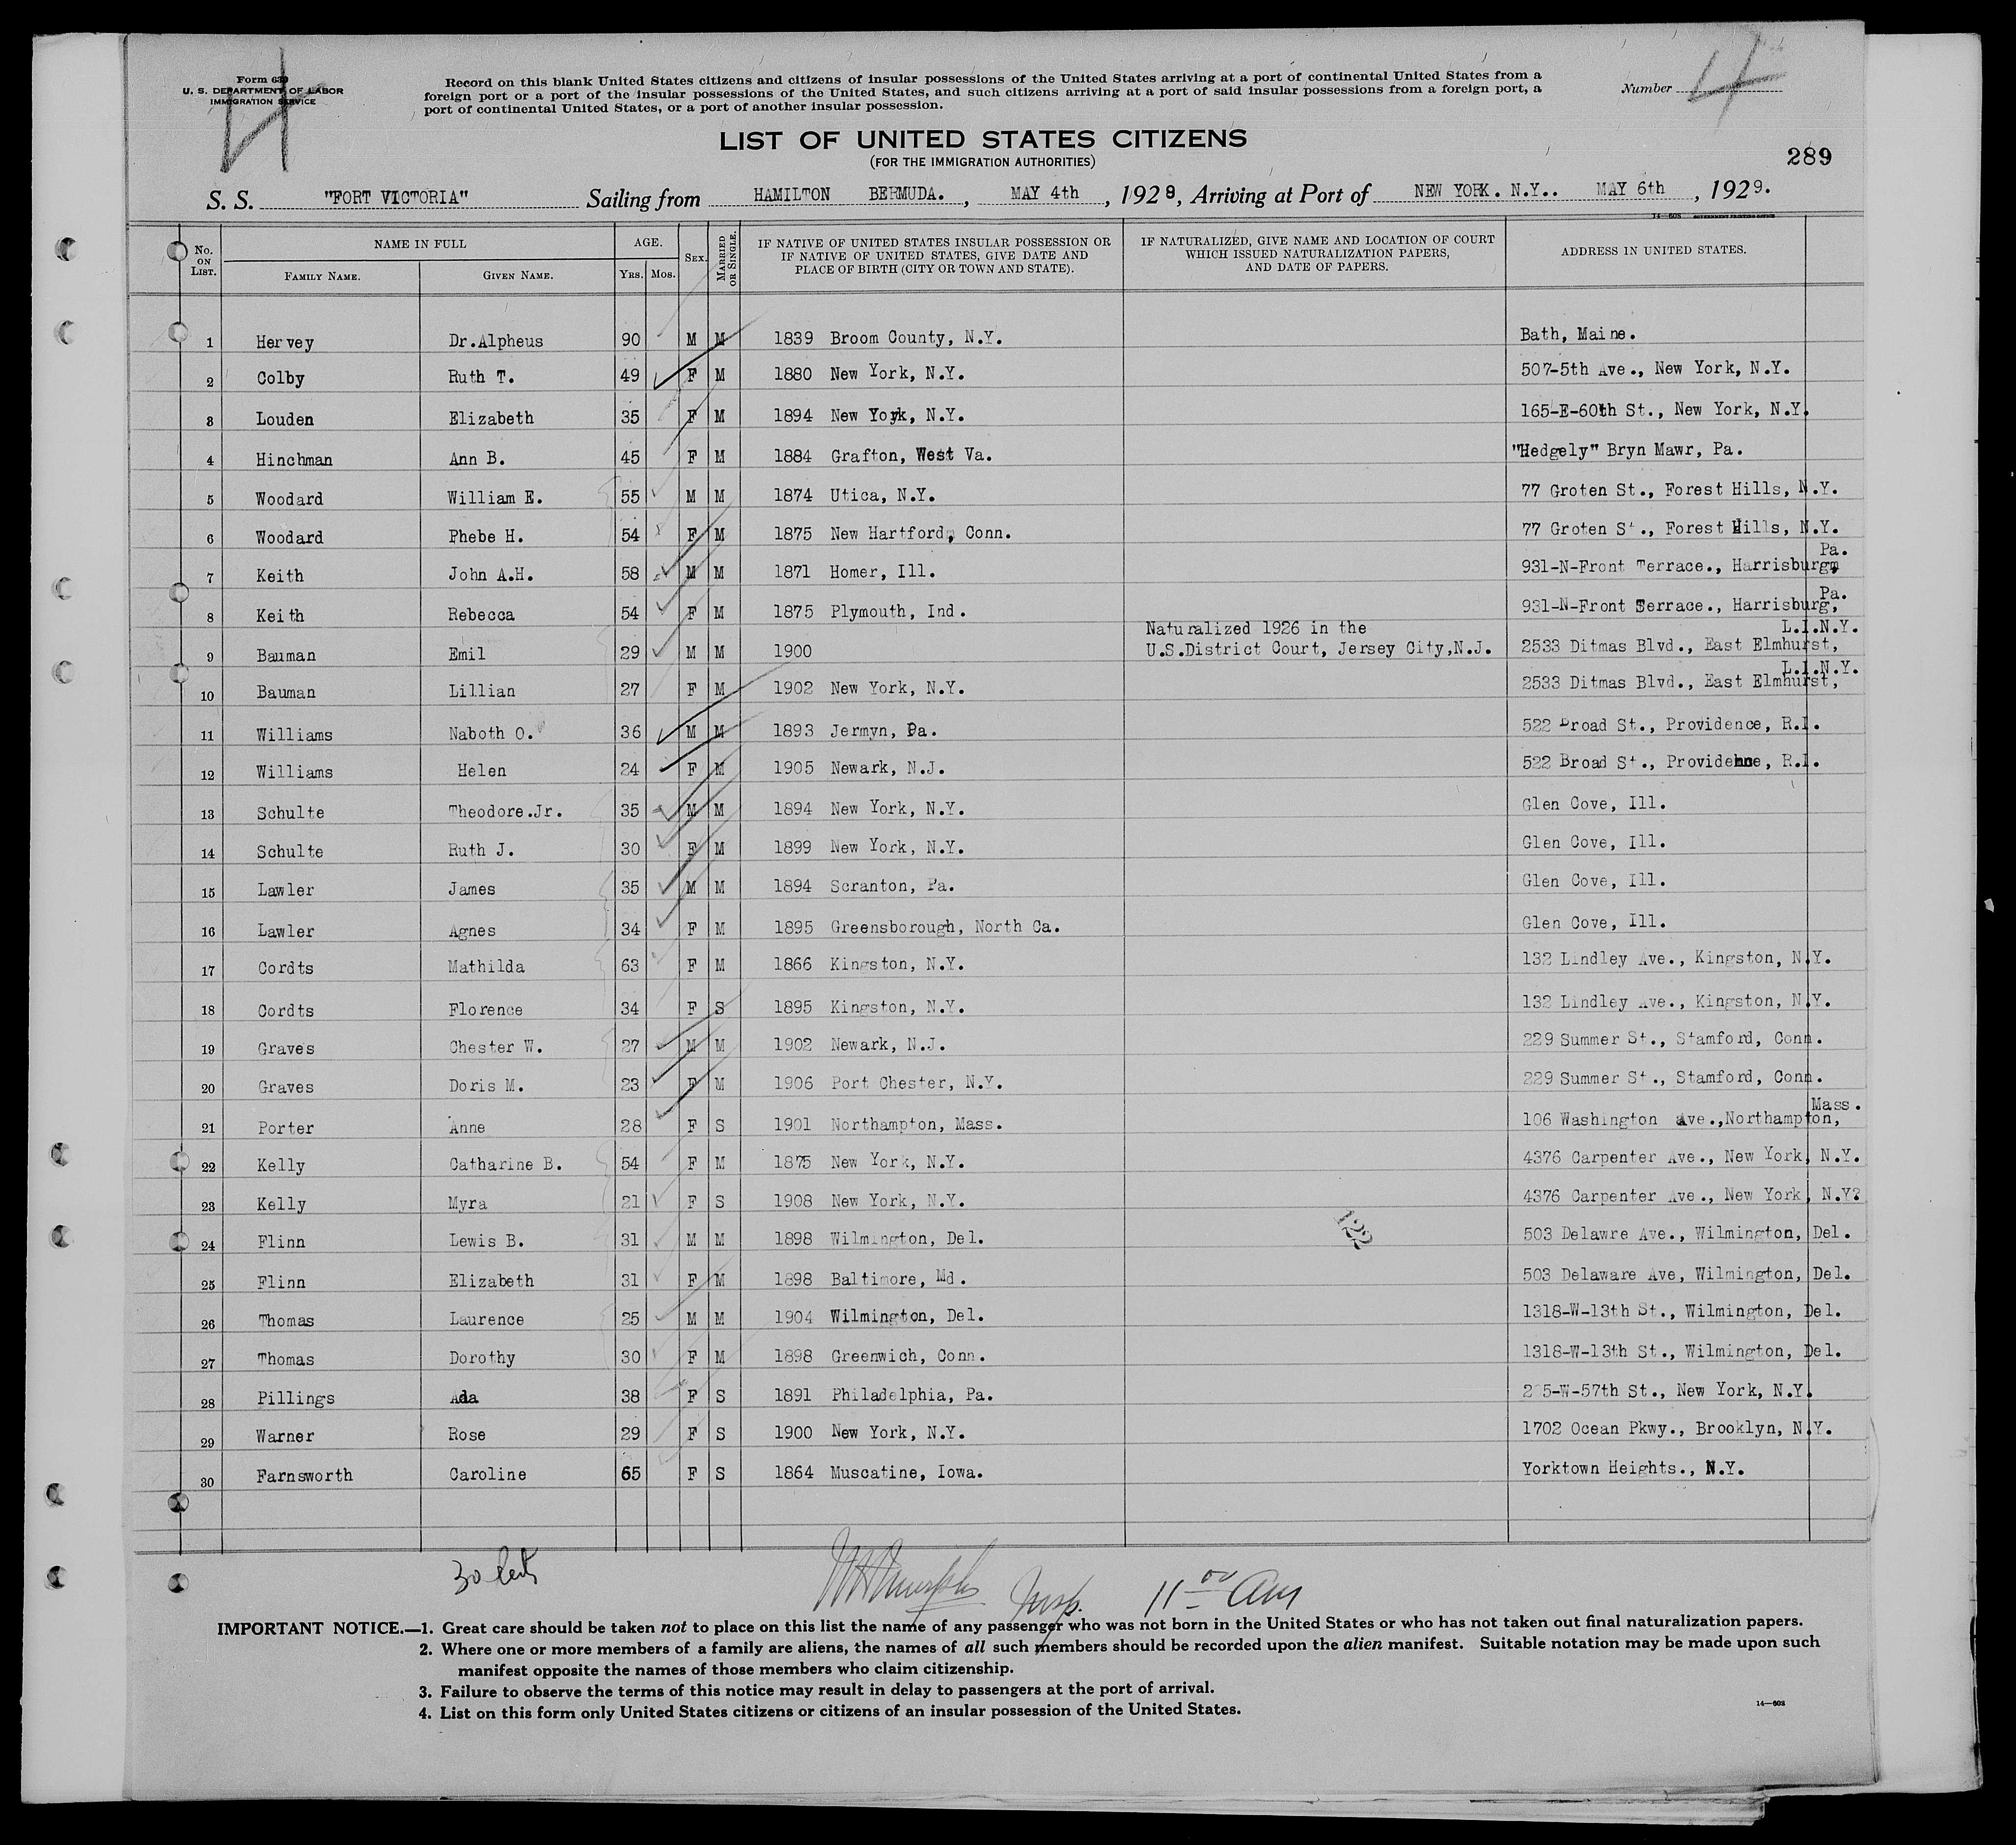 Form 630
U. S. DEPARTMENT OF LABOR
IMMIGRATION SERVICE
4
Record on this blank United States citizens and citizens of insular possessions of the United States arriving at a port of continental United States from a
foreign port or a port of the insular possessions of the United States, and such citizens arriving at a port of said insular possessions from a foreign port, a
port of continental United States, or a port of another insular possession.
Number 4
LIST OF UNITED STATES CITIZENS
(FOR THE IMMIGRATION AUTHORITIES)
289
S. S. "FORT VICTORIA" Sailing from HAMILTON BERMUDA. , MAY 4th , 1929, Arriving at Port of NEW YORK. N.Y.. MAY 6th , 1929.
14—608 GOVERNMENT PRINTING OFFICE
No. ON LIST. NAME IN FULL FAMILY NAME. GIVEN NAME. AGE. YRS. MOS. SEX. MARRIED OR SINGLE. IF NATIVE OF UNITED STATES INSULAR POSSESSION OR IF NATIVE OF UNITED STATES, GIVE DATE AND PLACE OF BIRTH (CITY OR TOWN AND STATE). IF NATURALIZED, GIVE NAME AND LOCATION OF COURT WHICH ISSUED NATURALIZATION PAPERS, AND DATE OF PAPERS. ADDRESS IN UNITED STATES.
1 Hervey Dr.Alpheus 90 M M 1839 Broom County, N.Y. Bath, Maine.
2 Colby Ruth T. 49 F M 1880 New York, N.Y. 507-5th Ave., New York, N.Y.
3 Louden Elizabeth 35 F M 1894 New York, N.Y. 165-E-60th St., New York, N.Y.
4 Hinchman Ann B. 45 F M 1884 Grafton, West Va. "Hedgely" Bryn Mawr, Pa.
5 Woodard William E. 55 M M 1874 Utica, N.Y. 77 Groten St., Forest Hills, N.Y.
6 Woodard Phebe H. 54 F M 1875 New Hartford, Conn. 77 Groten St., Forest Hills, N.Y.
7 Keith John A.H. 58 M M 1871 Homer, Ill. 931-N-Front Terrace., Harrisburg, Pa.
8 Keith Rebecca 54 F M 1875 Plymouth, Ind. 931-N-Front Terrace., Harrisburg, Pa.
9 Bauman Emil 29 M M 1900 Naturalized 1926 in the U.S.District Court, Jersey City,N.J. 2533 Ditmas Blvd., East Elmhurst, L.I.N.Y.
10 Bauman Lillian 27 F M 1902 New York, N.Y. 2533 Ditmas Blvd., East Elmhurst, L.I.N.Y.
11 Williams Naboth O. 36 M M 1893 Jermyn, Pa. 522 Broad St., Providence, R.I.
12 Williams Helen 24 F M 1905 Newark, N.J. 522 Broad St., Providenne, R.I.
13 Schulte Theodore.Jr. 35 M M 1894 New York, N.Y. Glen Cove, Ill.
14 Schulte Ruth J. 30 F M 1899 New York, N.Y. Glen Cove, Ill.
15 Lawler James 35 M M 1894 Scranton, Pa. Glen Cove, Ill.
16 Lawler Agnes 34 F M 1895 Greensborough, North Ca. Glen Cove, Ill.
17 Cordts Mathilda 63 F M 1866 Kingston, N.Y. 132 Lindley Ave., Kingston, N.Y.
18 Cordts Florence 34 F S 1895 Kingston, N.Y. 132 Lindley Ave., Kingston, N.Y.
19 Graves Chester W. 27 M M 1902 Newark, N.J. 229 Summer St., Stamford, Conn.
20 Graves Doris M. 23 F M 1906 Port Chester, N.Y. 229 Summer St., Stamford, Conn.
21 Porter Anne 28 F S 1901 Northampton, Mass. 106 Washington Ave.,Northampton, Mass.
22 Kelly Catharine B. 54 F M 1875 New York, N.Y. 4376 Carpenter Ave., New York, N.Y.
23 Kelly Myra 21 F S 1908 New York, N.Y. 4376 Carpenter Ave., New York, N.Y?
122
24 Flinn Lewis B. 31 M M 1898 Wilmington, Del. 503 Delawre Ave., Wilmington, Del.
25 Flinn Elizabeth 31 F M 1898 Baltimore, Md. 503 Delaware Ave, Wilmington, Del.
26 Thomas Laurence 25 M M 1904 Wilmington, Del. 1318-W-13th St., Wilmington, Del.
27 Thomas Dorothy 30 F M 1898 Greenwich, Conn. 1318-W-13th St., Wilmington, Del.
28 Pillings Ada 38 F S 1891 Philadelphia, Pa. W-57th St., New York, N.Y.
29 Warner Rose 29 F S 1900 New York, N.Y. 1702 Ocean Pkwy., Brooklyn, N.Y.
30 Farnsworth Caroline 65 F S 1864 Muscatine, Iowa. Yorktown Heights., N.Y.
30 Insp. 11 00 Am
IMPORTANT NOTICE.—1. Great care should be taken not to place on this list the name of any passenger who was not born in the United States or who has not taken out final naturalization papers.
2. Where one or more members of a family are aliens, the names of all such members should be recorded upon the alien manifest. Suitable notation may be made upon such
manifest opposite the names of those members who claim citizenship.
3. Failure to observe the terms of this notice may result in delay to passengers at the port of arrival.
4. List on this form only United States citizens or citizens of an insular possession of the United States.
14—608